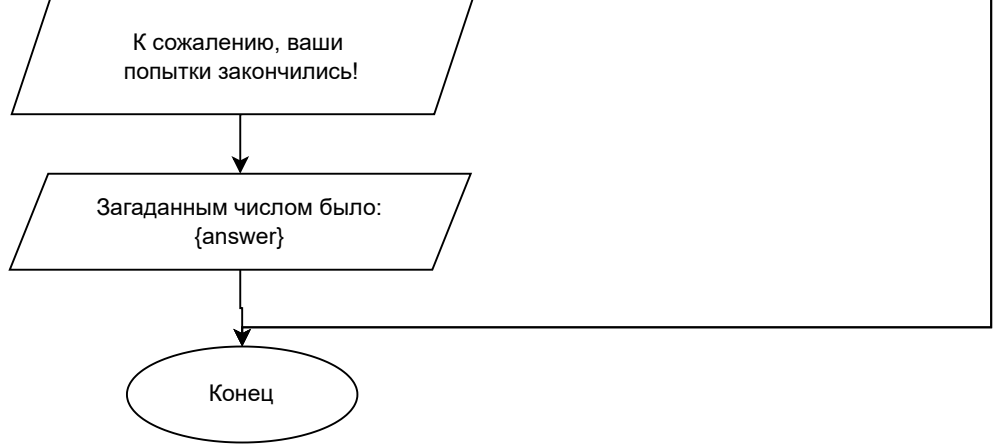 К сожалению, ваши
попытки закончились!
Загаданным числом было:
{answer}
Конец